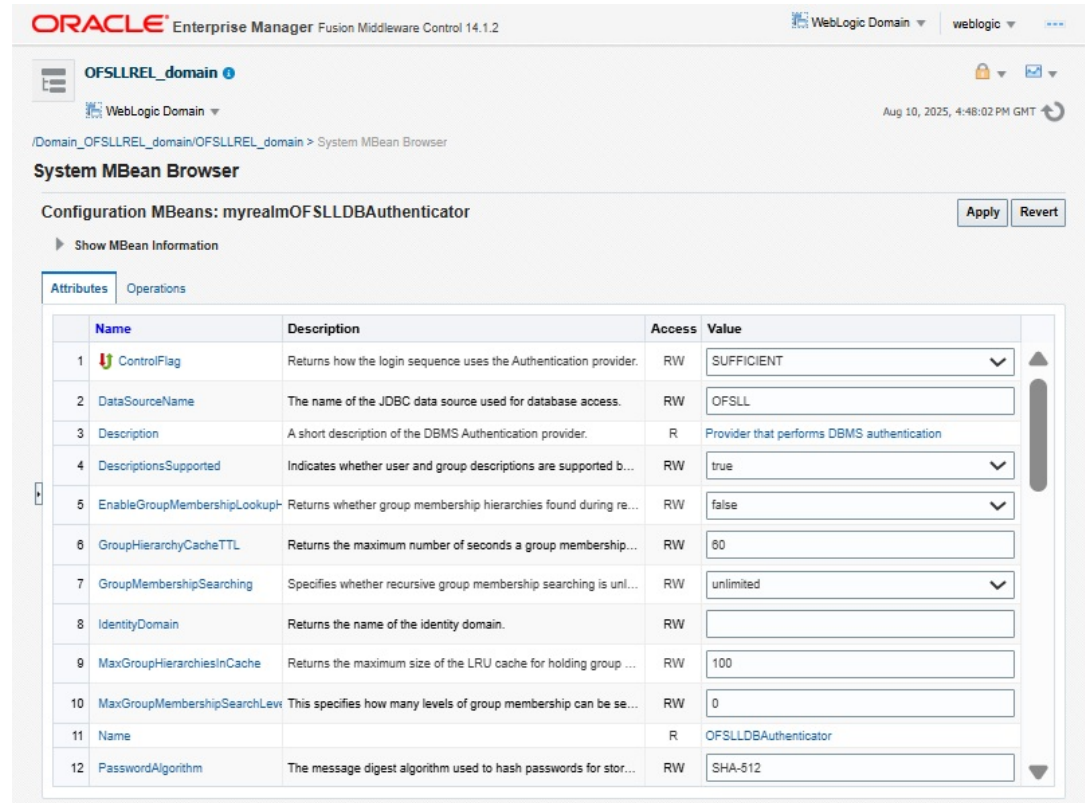 ORACLE Enterprise Manager Fusion Middleware Control 14.1.2 WebLogic Domain weblogic
OFSLLREL_domain
WebLogic Domain Aug 10, 2025, 4:48:02 PM GMT
/Domain_OFSLLREL_domain/OFSLLREL_domain > System MBean Browser
System MBean Browser
Configuration MBeans: myrealmOFSLLDBAuthenticator Apply Revert
Show MBean Information
Attributes Operations
Name Description Access Value
1 ControlFlag Returns how the login sequence uses the Authentication provider. RW SUFFICIENT
2 DataSourceName The name of the JDBC data source used for database access. RW OFSLL
3 Description A short description of the DBMS Authentication provider. R Provider that performs DBMS authentication
4 DescriptionsSupported Indicates whether user and group descriptions are supported b... RW true
5 EnableGroupMembershipLookupH Returns whether group membership hierarchies found during re... RW false
6 GroupHierarchyCacheTTL Returns the maximum number of seconds a group membership... RW 60
7 GroupMembershipSearching Specifies whether recursive group membership searching is unl... RW unlimited
8 IdentityDomain Returns the name of the identity domain. RW
9 MaxGroupHierarchiesInCache Returns the maximum size of the LRU cache for holding group ... RW 100
10 MaxGroupMembershipSearchLeve This specifies how many levels of group membership can be se... RW 0
11 Name R OFSLLDBAuthenticator
12 PasswordAlgorithm The message digest algorithm used to hash passwords for stor... RW SHA-512